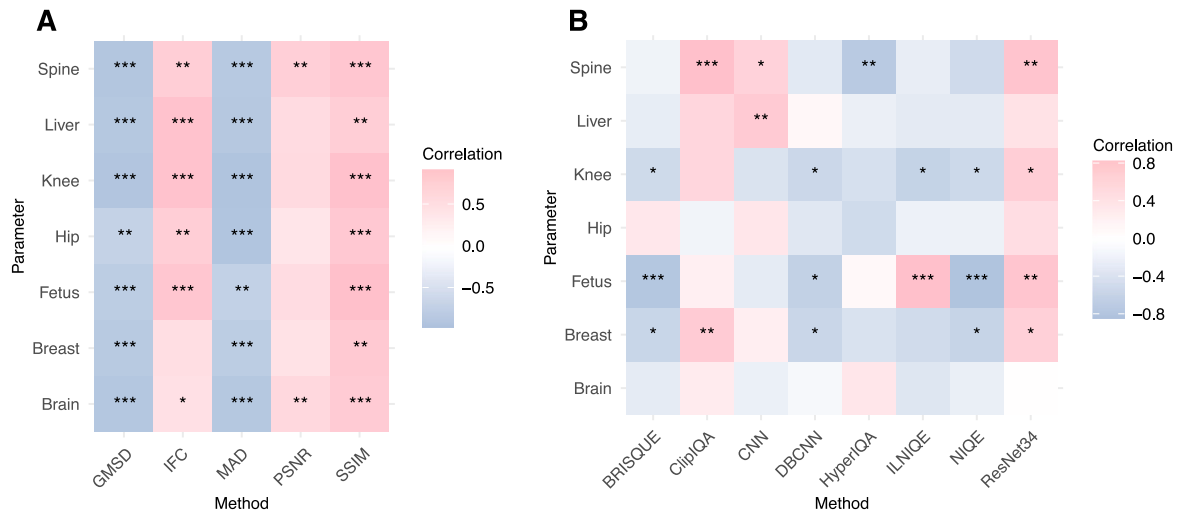 A
Parameter
Spine *** ** *** ** ***
Liver *** *** *** **
Knee *** *** *** ***
Hip ** ** *** ***
Fetus *** *** ** ***
Breast *** *** **
Brain *** * *** ** ***
GMSD IFC MAD PSNR SSIM
Method
Correlation
0.5
0.0
−0.5
B
Parameter
Spine *** * ** **
Liver **
Knee * * * * *
Hip
Fetus *** * *** *** **
Breast * ** * * *
Brain
BRISQUE ClipIQA CNN DBCNN HyperIQA ILNIQE NIQE ResNet34
Method
Correlation
0.8
0.4
0.0
−0.4
−0.8